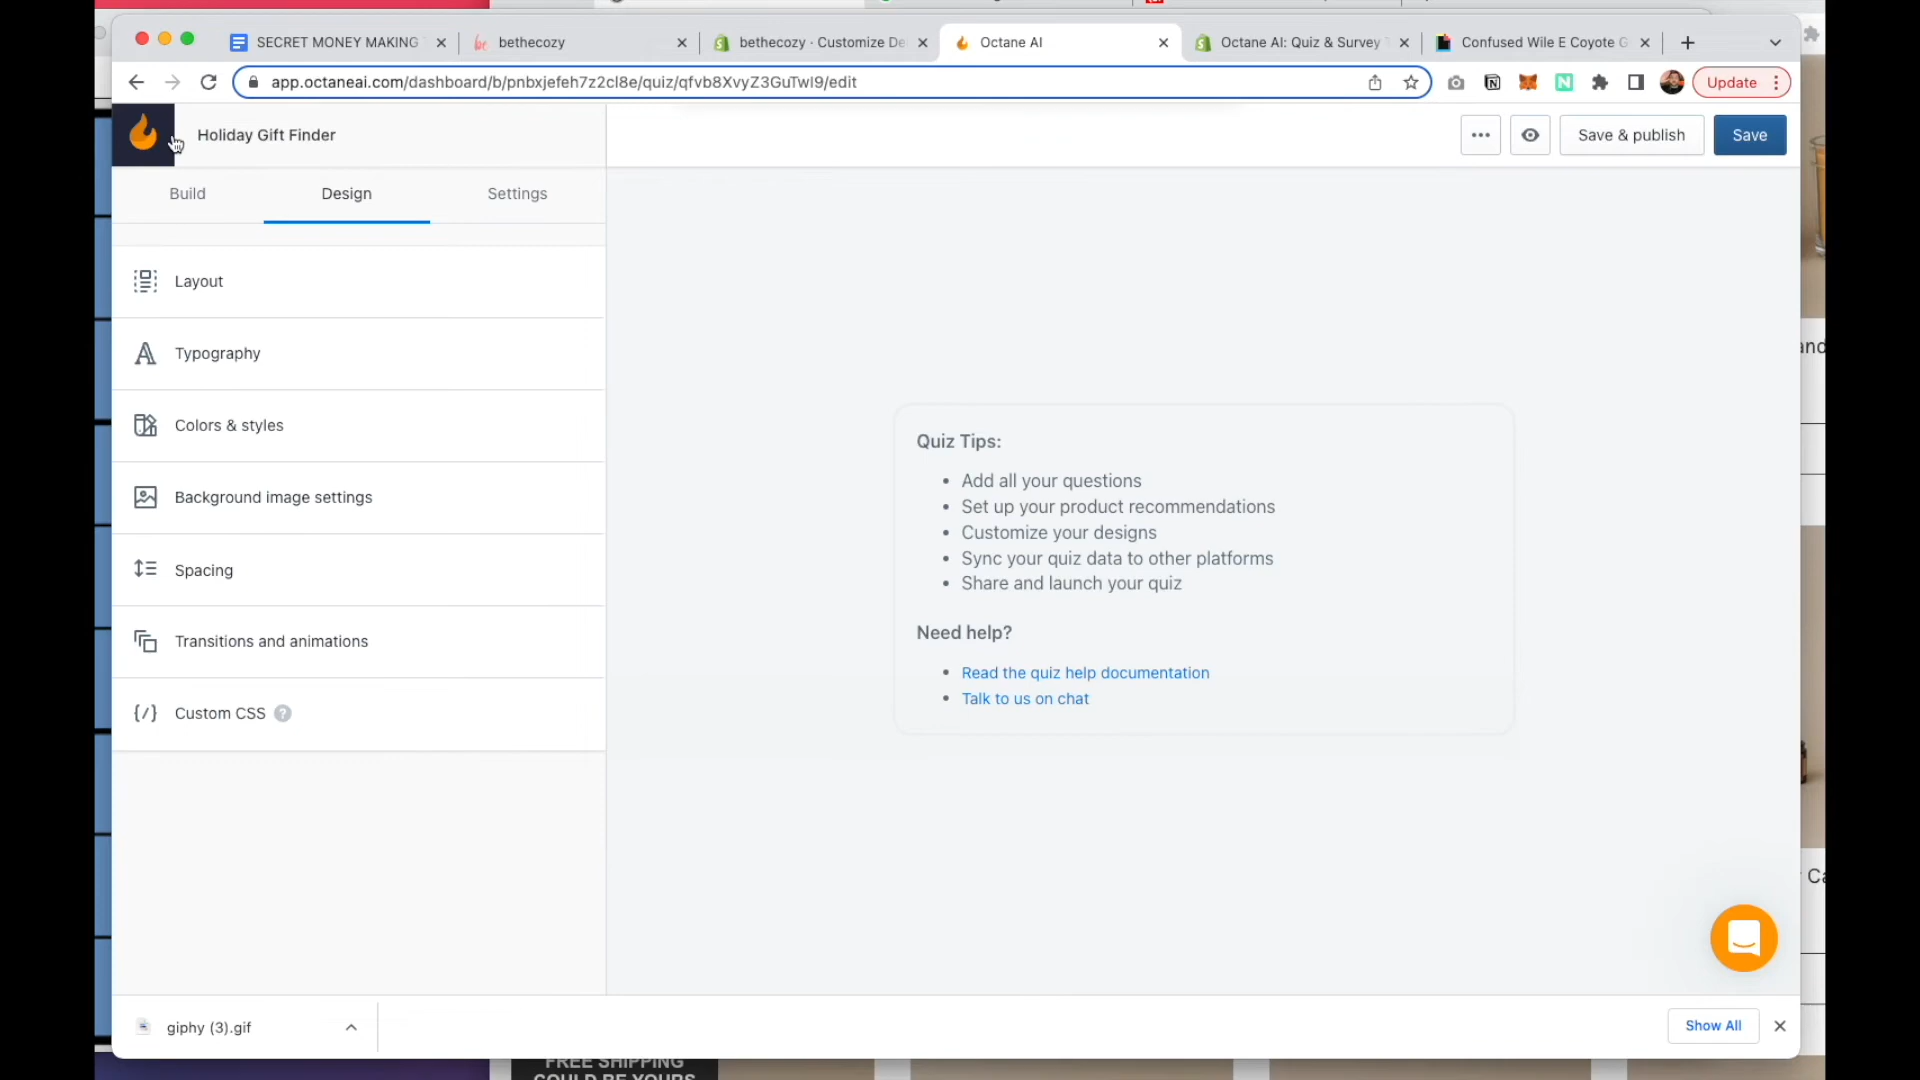 SECRET MONEY MAKING
bethecozy
bethecozy · Customize De
Octane AI
Octane AI: Quiz & Survey
Confused Wile E Coyote G
app.octaneai.com/dashboard/b/pnbxjefeh7z2cl8e/quiz/qfvb8XvyZ3GuTwI9/edit
Update
Holiday Gift Finder
Save & publish
Save
Build
Design
Settings
Layout
Typography
Colors & styles
Background image settings
Spacing
Transitions and animations
Custom CSS ?
Quiz Tips:
• Add all your questions
• Set up your product recommendations
• Customize your designs
• Sync your quiz data to other platforms
• Share and launch your quiz
Need help?
• Read the quiz help documentation
• Talk to us on chat
giphy (3).gif
Show All
FREE SHIPPING
COULD BE YOURS